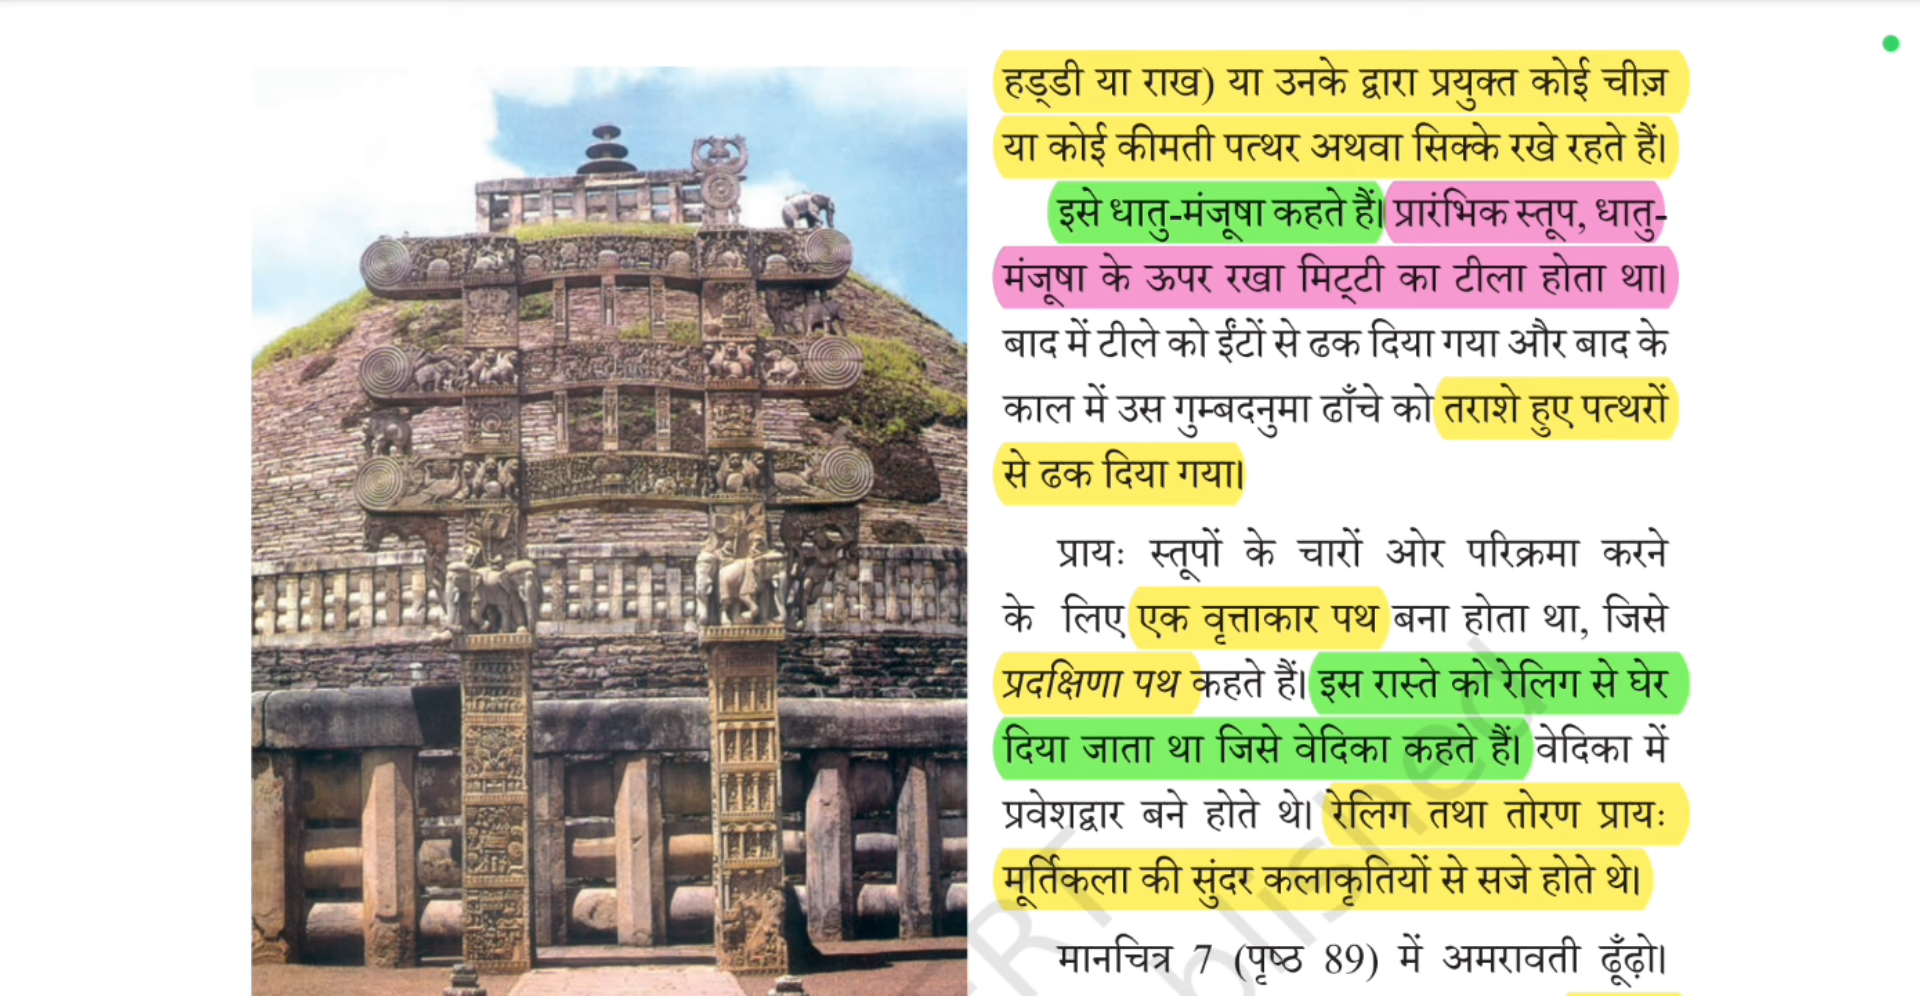 हड्डी या राख) या उनके द्वारा प्रयुक्त कोई चीज़
या कोई कीमती पत्थर अथवा सिक्के रखे रहते हैं।
इसे धातु-मंजूषा कहते हैं। प्रारंभिक स्तूप, धातु-
मंजूषा के ऊपर रखा मिट्टी का टीला होता था।
बाद में टीले को ईंटों से ढक दिया गया और बाद के
काल में उस गुम्बदनुमा ढाँचे को तराशे हुए पत्थरों
से ढक दिया गया।
प्रायः स्तूपों के चारों ओर परिक्रमा करने
के लिए एक वृत्ताकार पथ बना होता था, जिसे
प्रदक्षिणा पथ कहते हैं। इस रास्ते को रेलिग से घेर
दिया जाता था जिसे वेदिका कहते हैं। वेदिका में
प्रवेशद्वार बने होते थे। रेलिग तथा तोरण प्रायः
मूर्तिकला की सुंदर कलाकृतियों से सजे होते थे।
मानचित्र 7 (पृष्ठ 89) में अमरावती ढूँढ़ो।